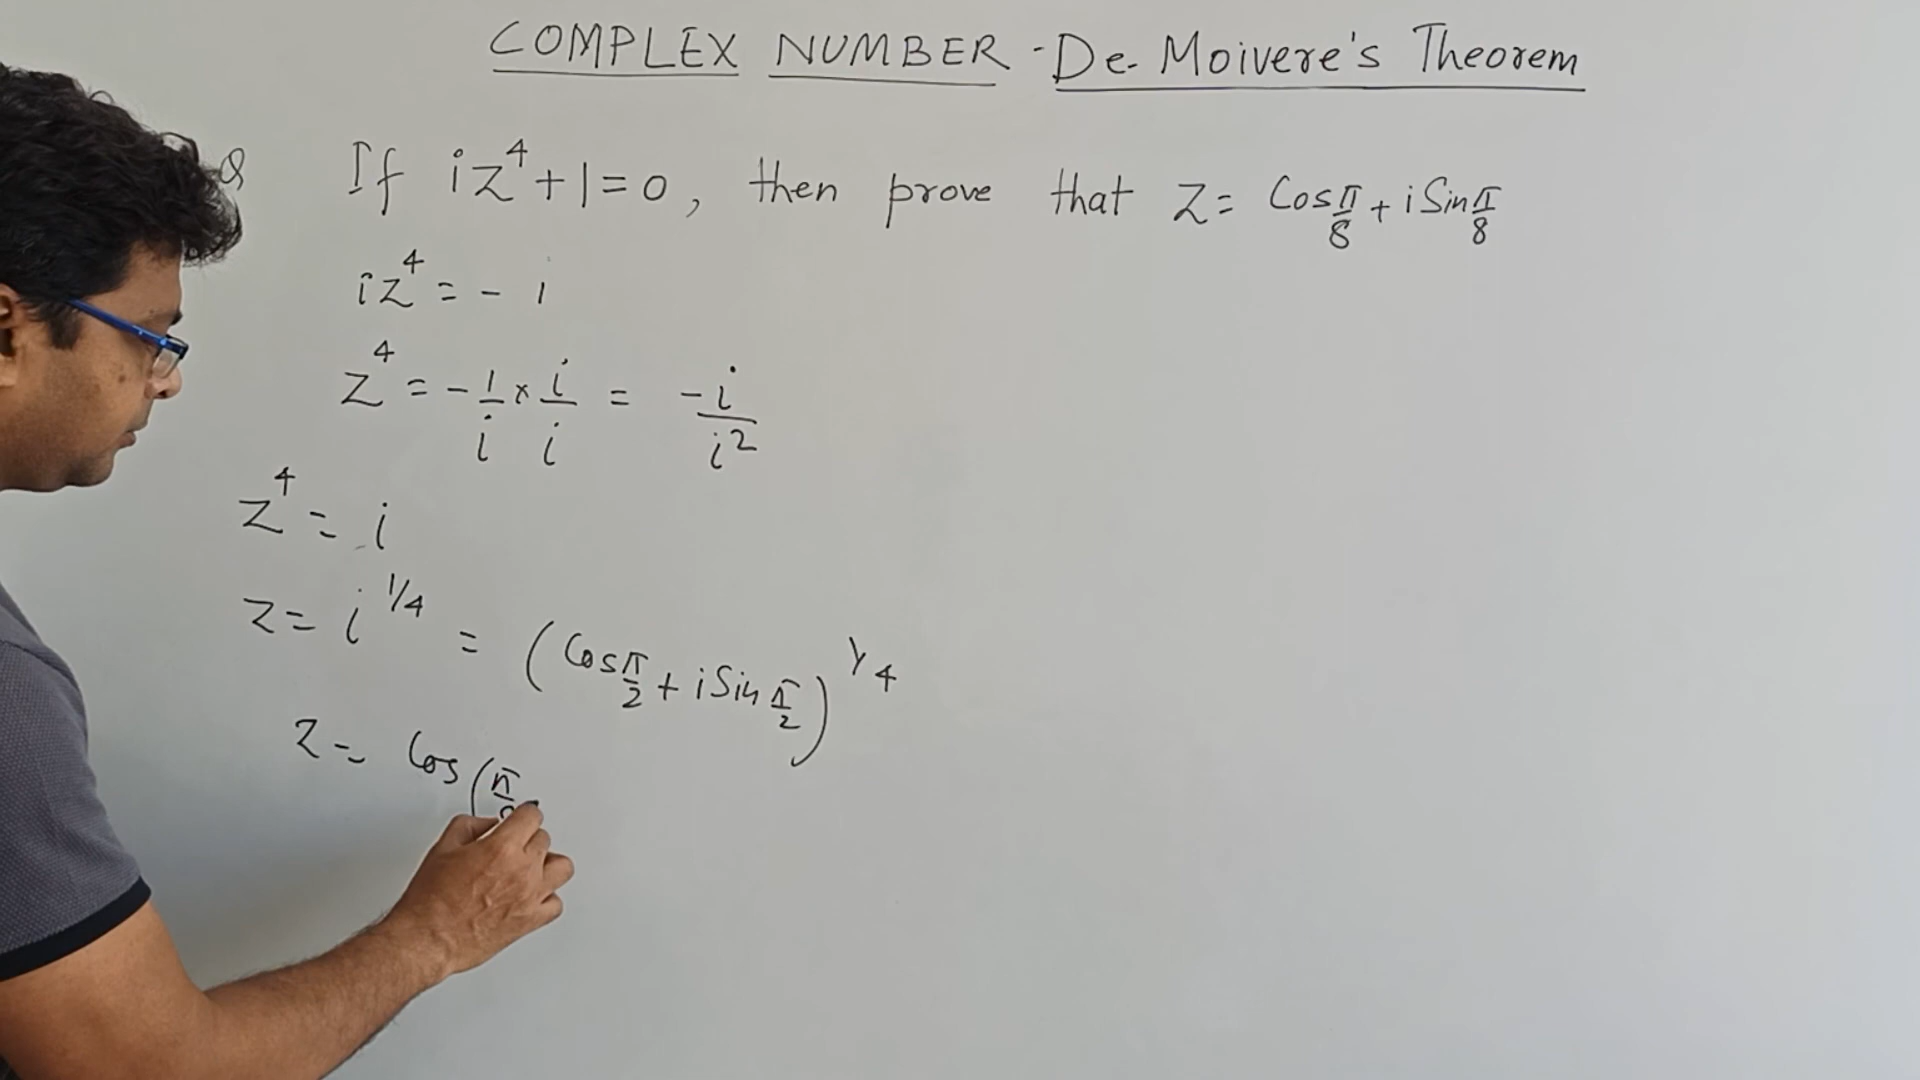 COMPLEX NUMBER - De-Moivere's Theorem
Q If iz⁴+1=0, then prove that Z= Cos π/8 + i Sin π/8
iz⁴ = - 1
Z⁴ = - 1/i × i/i = -i/i²
Z⁴ = i
Z = i^1/4 = (Cos π/2 + i Sin π/2)^1/4
Z = Cos(π